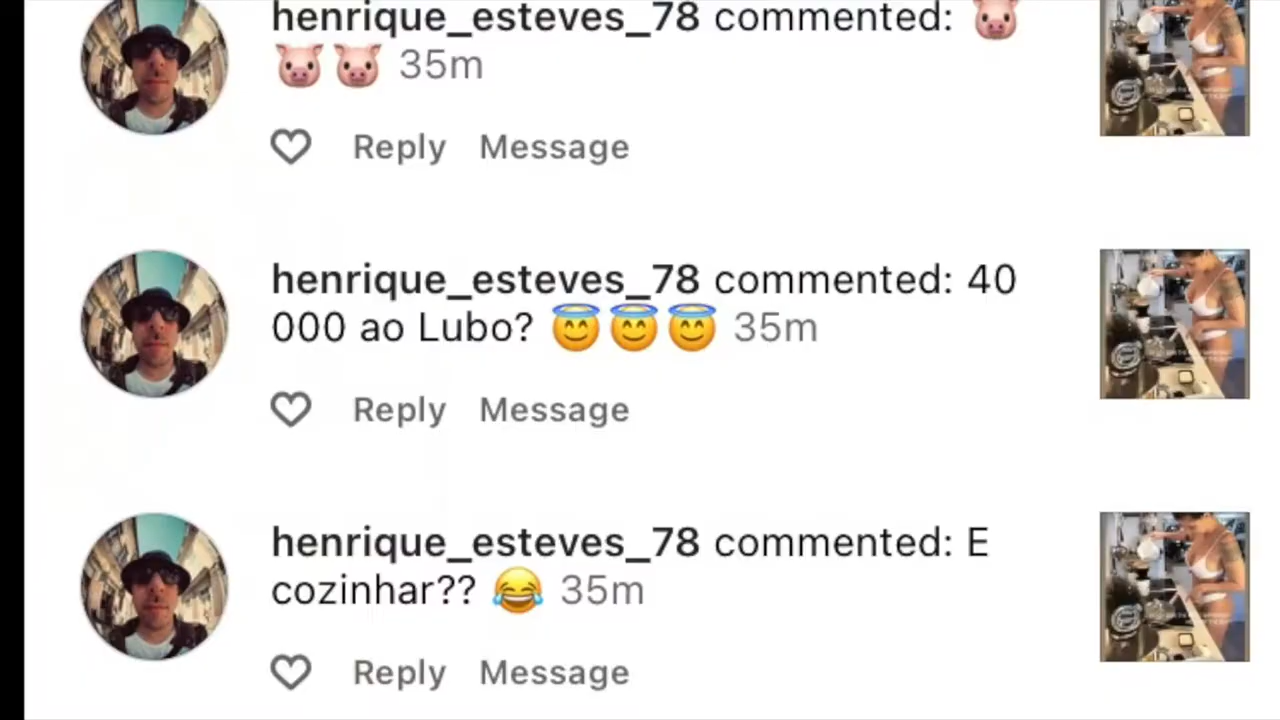 henrique_esteves_78 commented: 🐷
🐷🐷 35m
Reply Message
henrique_esteves_78 commented: 40
000 ao Lubo? 😇😇😇 35m
Reply Message
henrique_esteves_78 commented: E
cozinhar?? 😂 35m
Reply Message